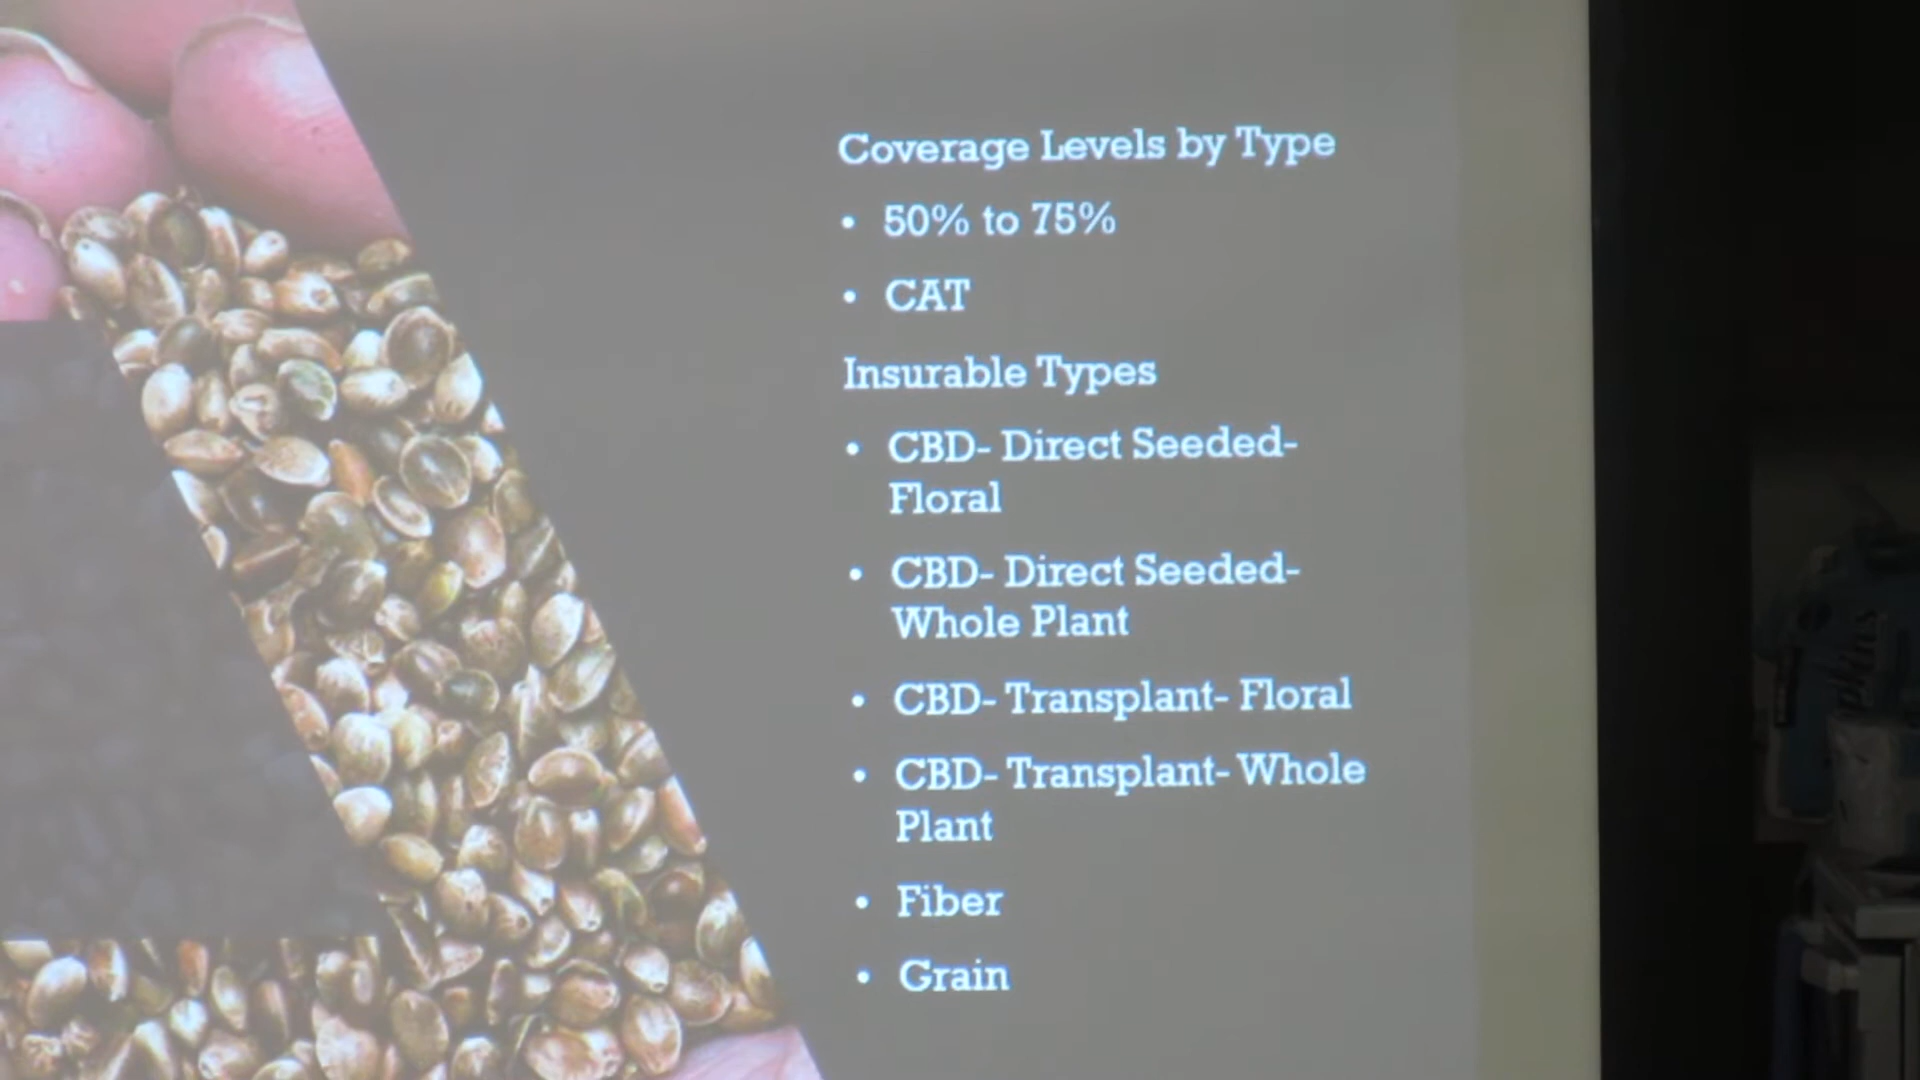 Coverage Levels by Type
• 50% to 75%
• CAT
Insurable Types
• CBD- Direct Seeded-
Floral
• CBD- Direct Seeded-
Whole Plant
• CBD- Transplant- Floral
• CBD- Transplant- Whole
Plant
• Fiber
• Grain